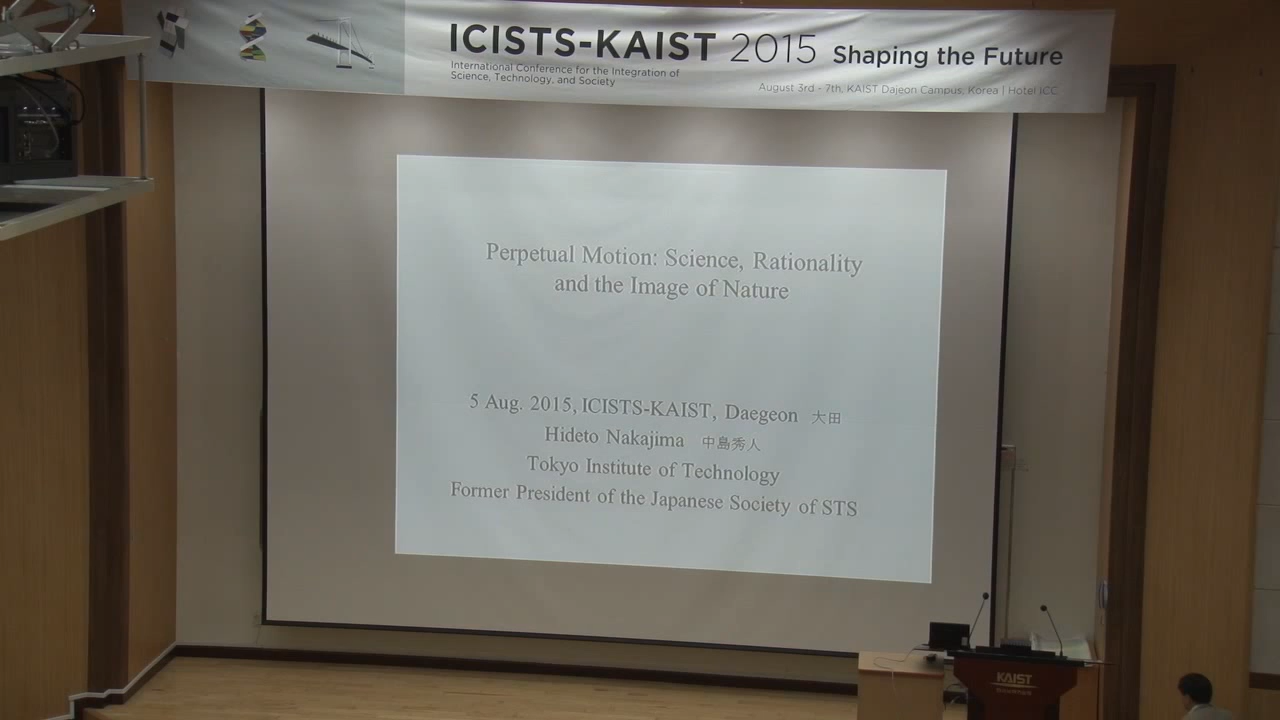 ICISTS-KAIST 2015 Shaping the Future
International Conference for the Integration of
Science, Technology, and Society
August 3rd - 7th, KAIST Dajeon Campus, Korea | Hotel ICC
Perpetual Motion: Science, Rationality
and the Image of Nature
5 Aug. 2015, ICISTS-KAIST, Daegeon 大田
Hideto Nakajima 中島秀人
Tokyo Institute of Technology
Former President of the Japanese Society of STS
KAIST